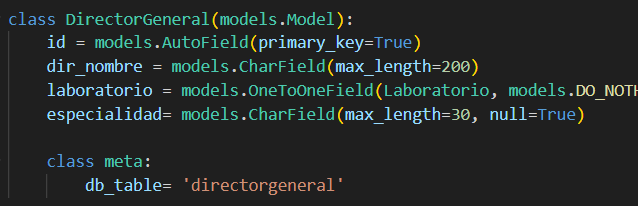 class DirectorGeneral(models.Model):
id = models.AutoField(primary_key=True)
dir_nombre = models.CharField(max_length=200)
laboratorio = models.OneToOneField(Laboratorio, models.DO_NOTH
especialidad= models.CharField(max_length=30, null=True)
class meta:
db_table= 'directorgeneral'